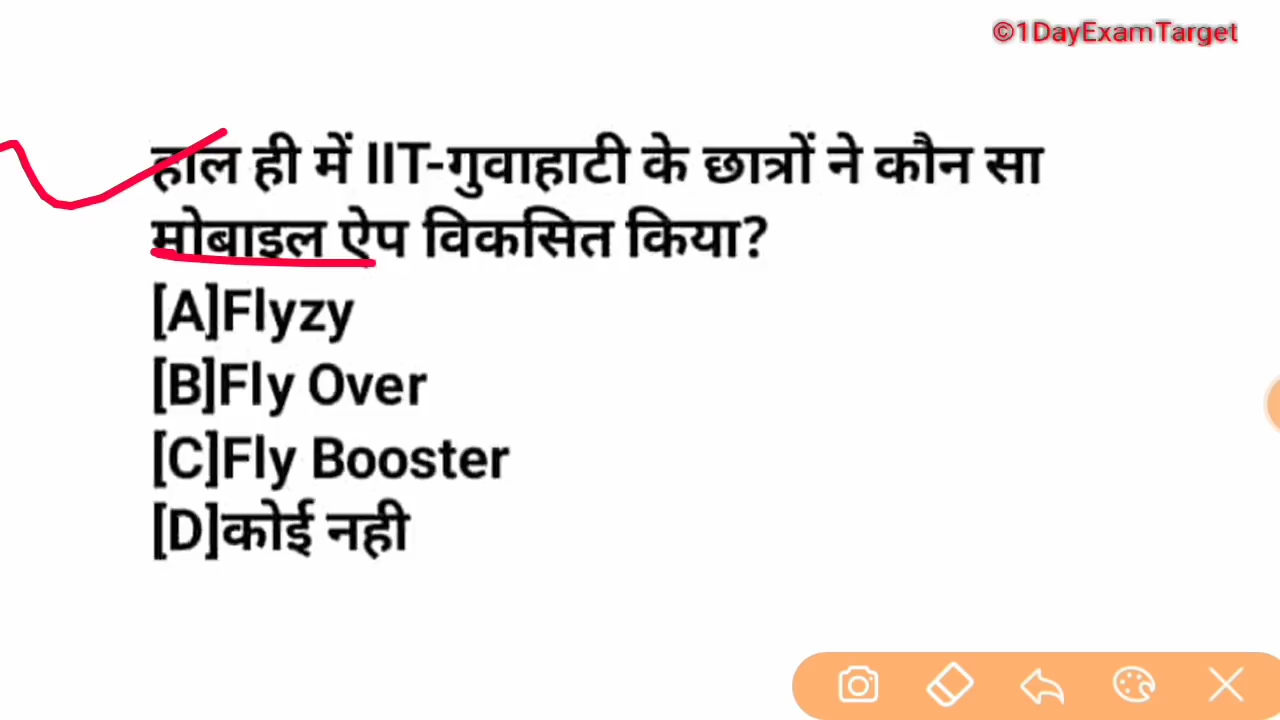 ©1DayExamTarget
हाल ही में IIT-गुवाहाटी के छात्रों ने कौन सा
मोबाइल ऐप विकसित किया?
[A]Flyzy
[B]Fly Over
[C]Fly Booster
[D]कोई नही